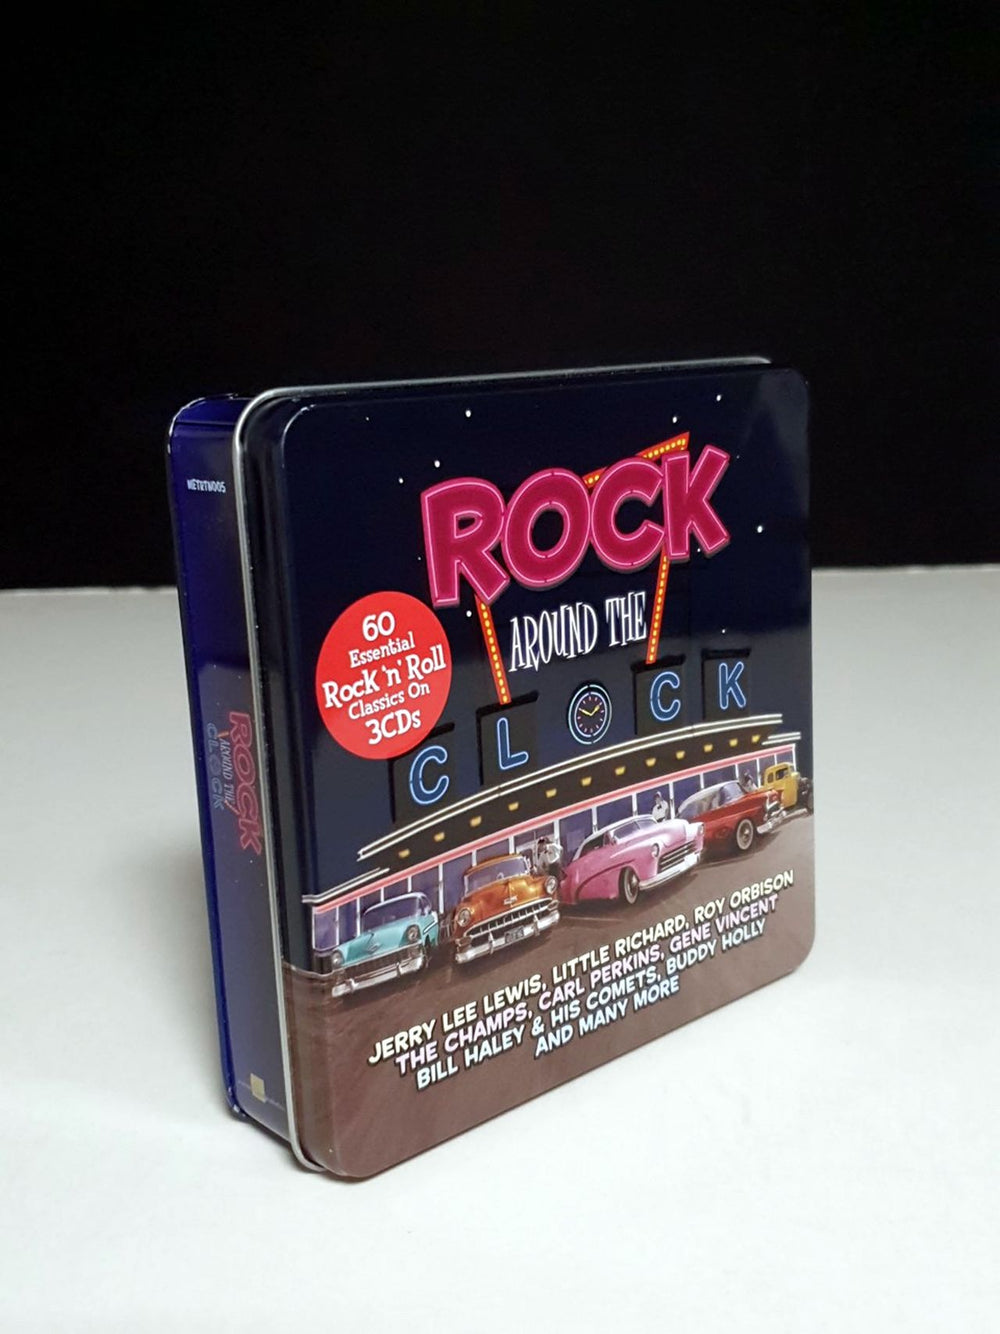 METRTN005
ROCK
AROUND THE
CLOCK
ROCK
AROUND THE
CLOCK
60
Essential
Rock 'n' Roll
Classics On
3CDs
JERRY LEE LEWIS, LITTLE RICHARD, ROY ORBISON
THE CHAMPS, CARL PERKINS, GENE VINCENT
BILL HALEY & HIS COMETS, BUDDY HOLLY
AND MANY MORE